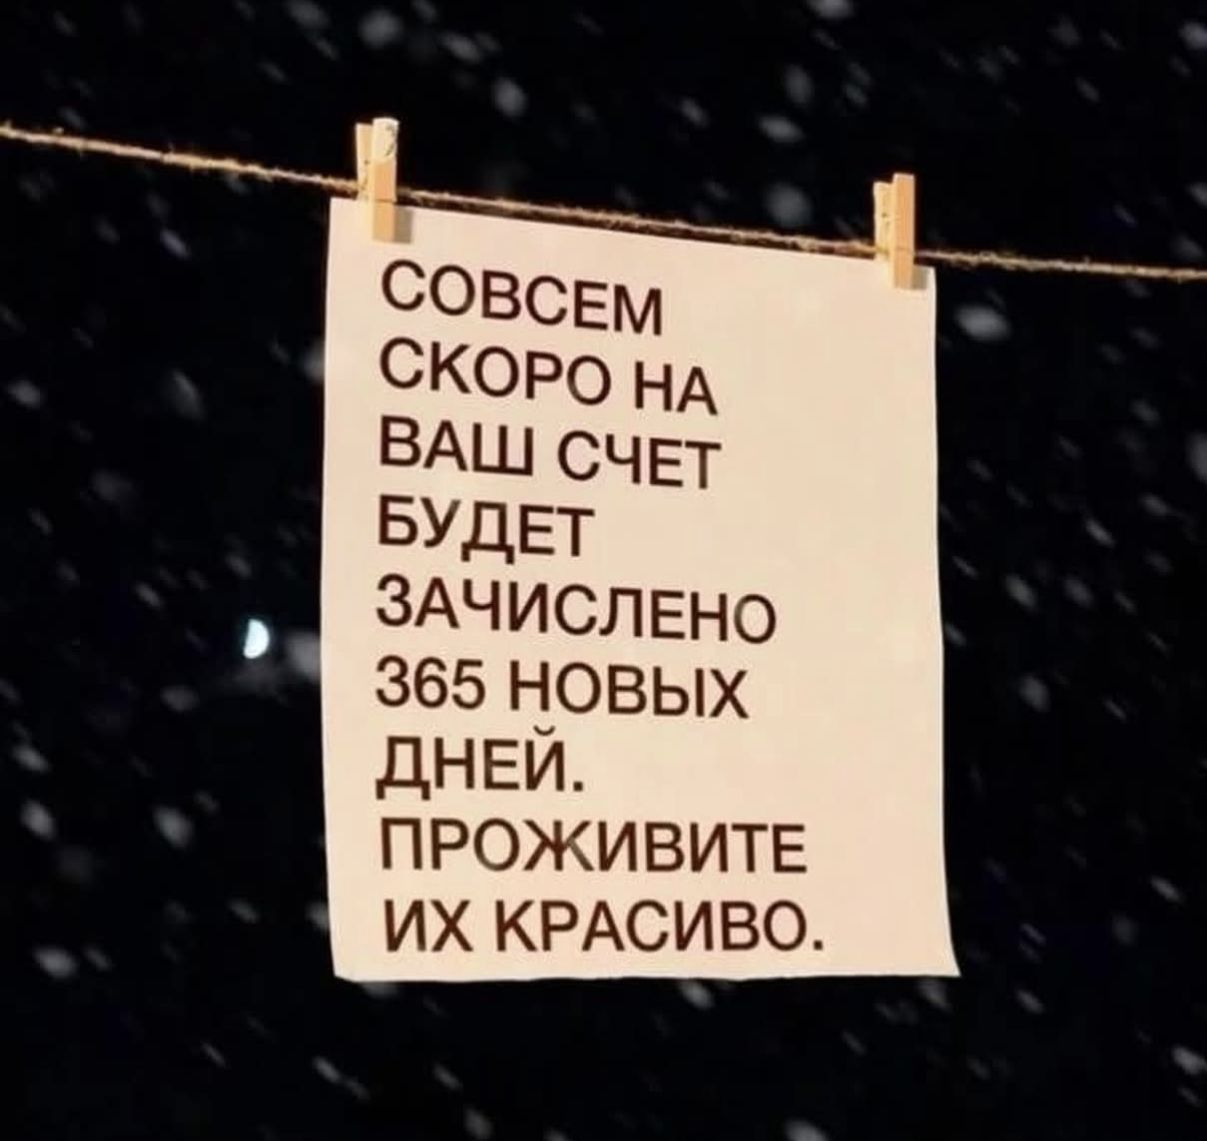 СОВСЕМ
СКОРО НА
ВАШ СЧЕТ
БУДЕТ
ЗАЧИСЛЕНО
365 НОВЫХ
ДНЕЙ.
ПРОЖИВИТЕ
ИХ КРАСИВО.